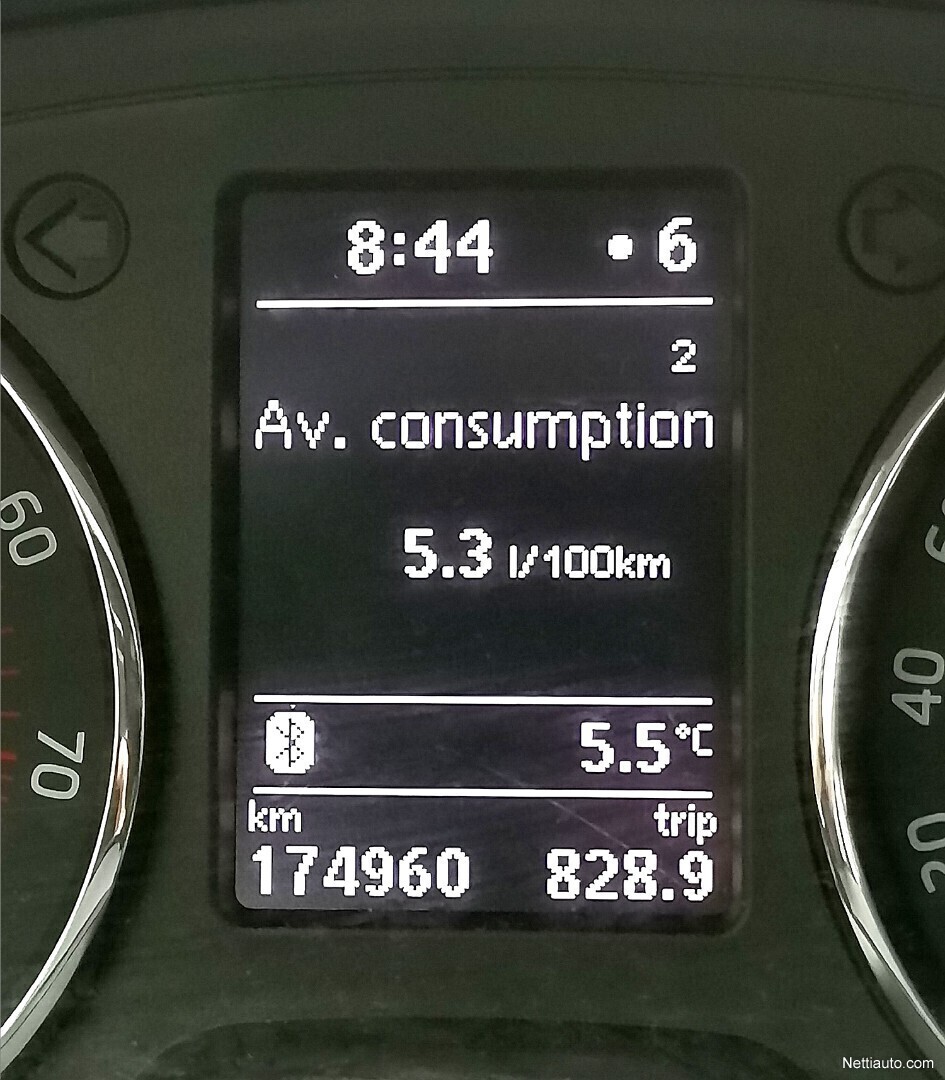 8:44 • 6
2
Av. consumption
5.3 l/100km
5.5°C
km trip
174960 828.9
60
70
40
20
Nettiauto.com